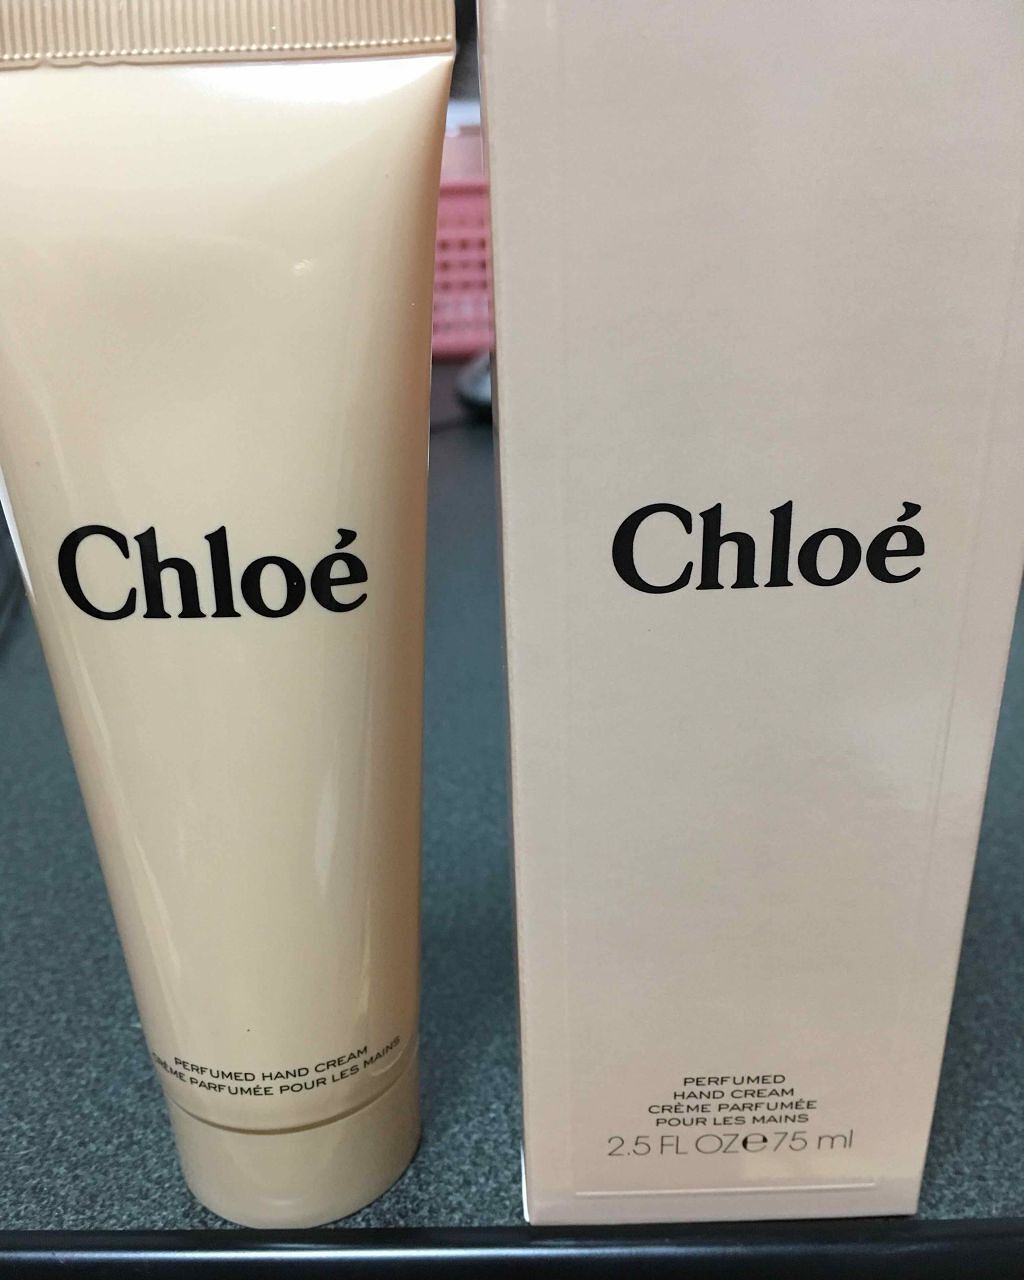 Chloé
PERFUMED HAND CREAM
CRÈME PARFUMÉE POUR LES MAINS
Chloé
PERFUMED
HAND CREAM
CRÈME PARFUMÉE
POUR LES MAINS
2.5 FL OZ℮75 ml